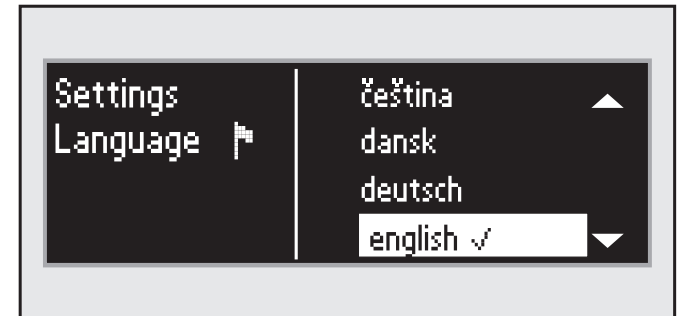 Settings
Language
čeština
dansk
deutsch
english ✓